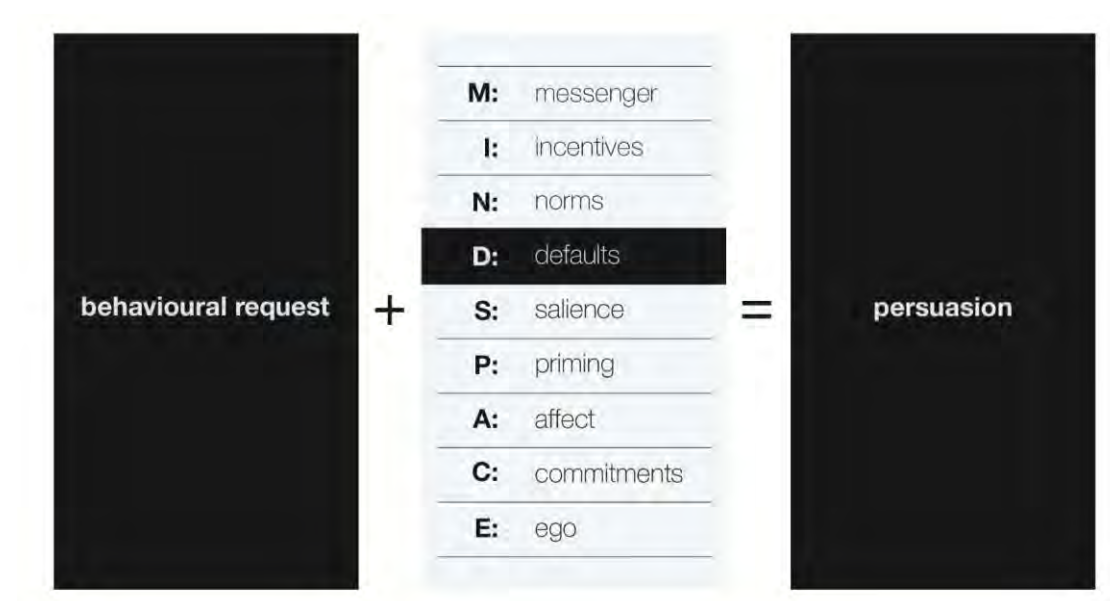 behavioural request
+
M: messenger
I: incentives
N: norms
D: defaults
S: salience
P: priming
A: affect
C: commitments
E: ego
=
persuasion